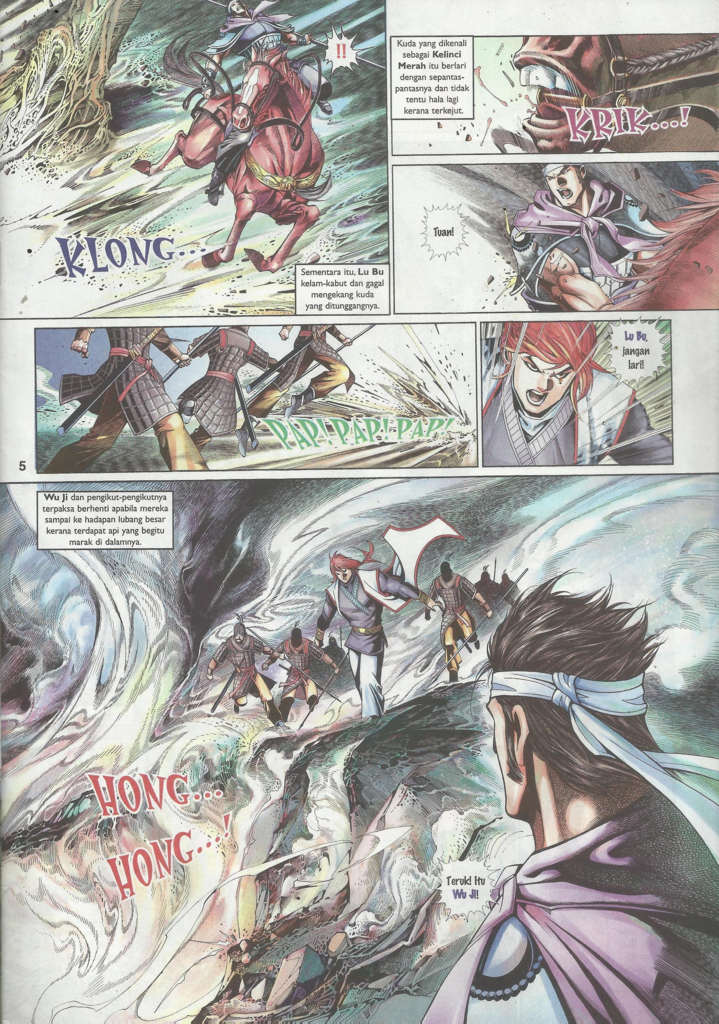 !!
KLONG...
Sementara itu, Lu Bu
kelam-kabut dan gagal
mengekang kuda
yang ditunggangnya.
Kuda yang dikenali
sebagai Kelinci
Merah itu berlari
dengan sepantas-
pantasnya dan tidak
tentu hala lagi
kerana terkejut.
KRIK...!
Tuan!
PAP! PAP! PAP!
Lu Bu,
jangan
lari!
5
Wu Ji dan pengikut-pengikutnya
terpaksa berhenti apabila mereka
sampai ke hadapan lubang besar
kerana terdapat api yang begitu
marak di dalamnya.
HONG...
HONG...!
Teruk! Itu
Wu Ji!